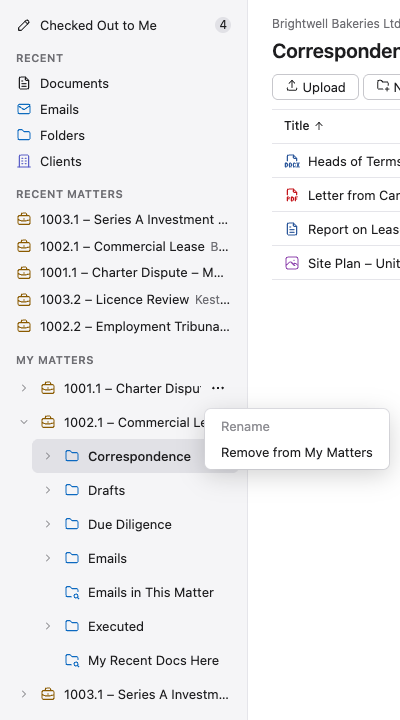 Checked Out to Me 4
RECENT
Documents
Emails
Folders
Clients
RECENT MATTERS
1003.1 – Series A Investment ...
1002.1 – Commercial Lease B...
1001.1 – Charter Dispute – M...
1003.2 – Licence Review Kest...
1002.2 – Employment Tribuna...
MY MATTERS
1001.1 – Charter Dispu ...
1002.1 – Commercial Le
Correspondence
Drafts
Due Diligence
Emails
Emails in This Matter
Executed
My Recent Docs Here
1003.1 – Series A Investm...
Rename
Remove from My Matters
Brightwell Bakeries Ltd
Corresponden
Upload N
Title ↑
DOCX Heads of Terms
PDF Letter from Car
Report on Leas
Site Plan – Unit